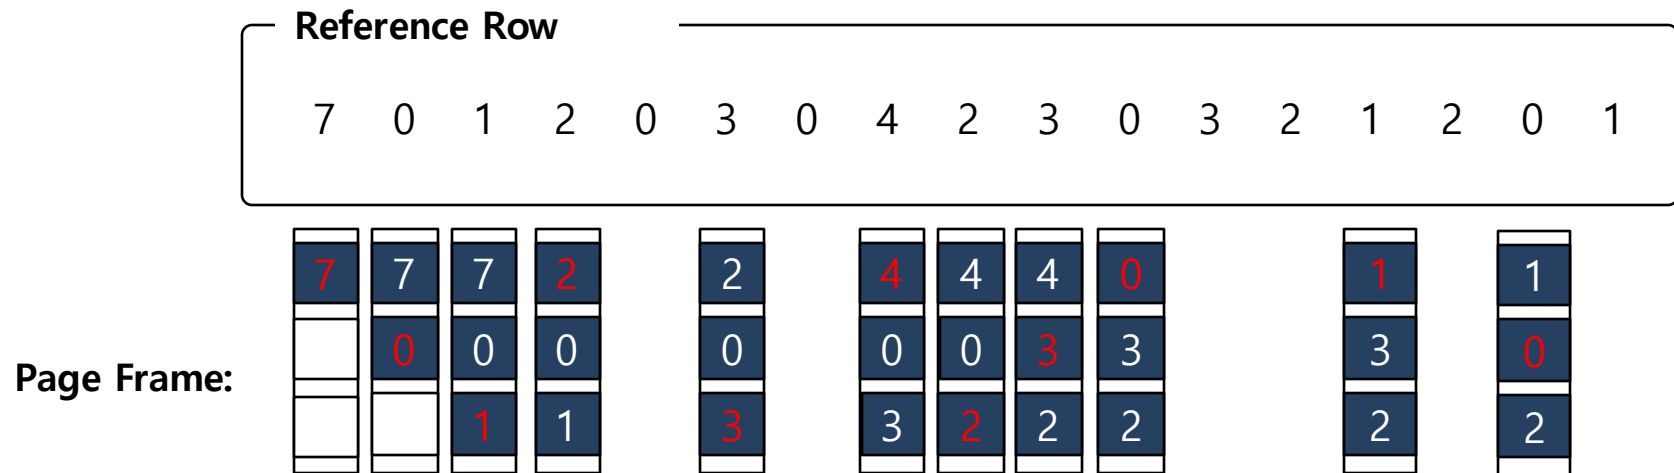 Reference Row
7 0 1 2 0 3 0 4 2 3 0 3 2 1 2 0 1
7 7 7 2 2 4 4 4 0 1 1
0 0 0 0 0 0 3 3 3 0
Page Frame:
1 1 3 3 2 2 2 2 2